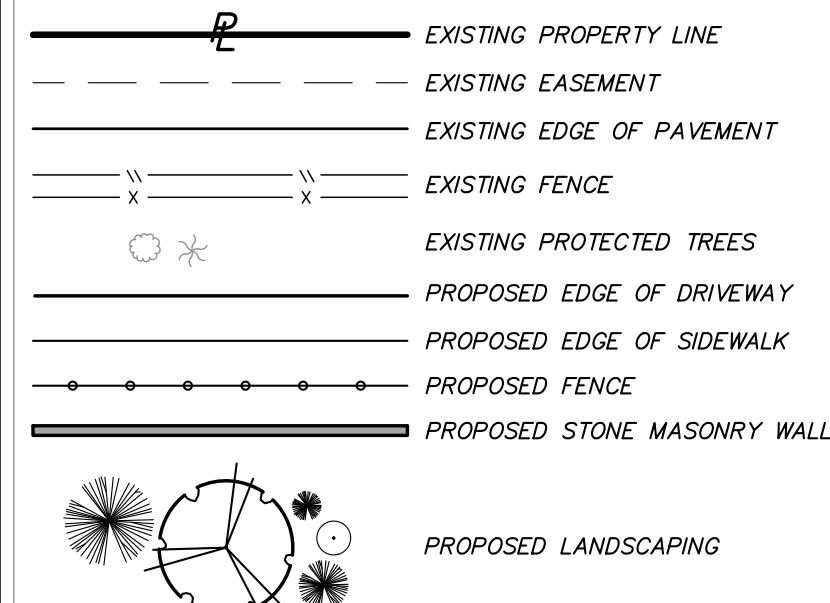 PL
EXISTING PROPERTY LINE
EXISTING EASEMENT
EXISTING EDGE OF PAVEMENT
\\ \\
EXISTING FENCE
X X
EXISTING PROTECTED TREES
PROPOSED EDGE OF DRIVEWAY
PROPOSED EDGE OF SIDEWALK
PROPOSED FENCE
PROPOSED STONE MASONRY WALL
PROPOSED LANDSCAPING